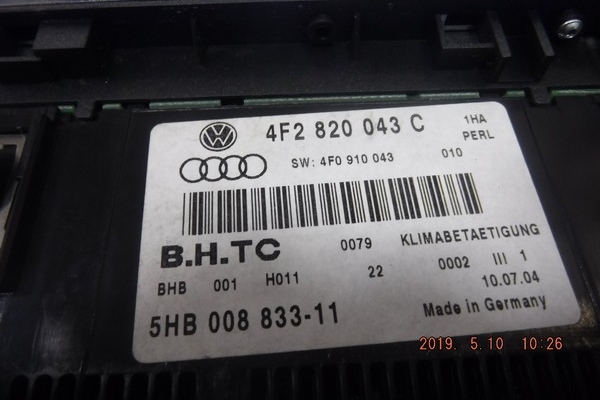 4F2 820 043 C 1HA
PERL
SW: 4F0 910 043 010
B.H.TC 0079 KLIMABETAETIGUNG
BHB 001 H011 22 0002 III 1
10.07.04
5HB 008 833-11 Made in Germany
2019. 5.10 10:26